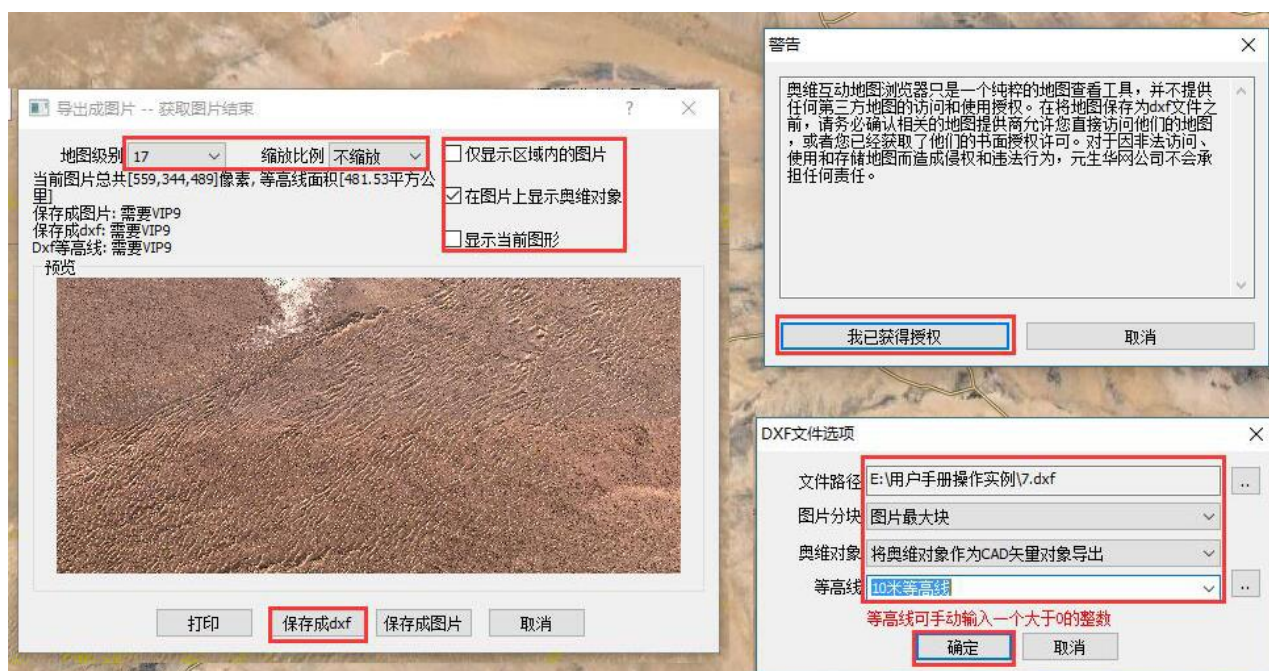 导出成图片 -- 获取图片结束
?
地图级别 17 缩放比例 不缩放
当前图片总共[559,344,489]像素, 等高线面积[481.53平方公
里]
保存成图片: 需要VIP9
保存成dxf: 需要VIP9
Dxf等高线: 需要VIP9
仅显示区域内的图片
在图片上显示奥维对象
显示当前图形
预览
打印 保存成dxf 保存成图片 取消
警告
奥维互动地图浏览器只是一个纯粹的地图查看工具，并不提供
任何第三方地图的访问和使用授权。在将地图保存为dxf文件之
前，请务必确认相关的地图提供商允许您直接访问他们的地图
，或者您已经获取了他们的书面授权许可。对于因非法访问、
使用和存储地图而造成侵权和违法行为，元生华网公司不会承
担任何责任。
我已获得授权 取消
DXF文件选项
文件路径 E:\用户手册操作实例\7.dxf ..
图片分块 图片最大块
奥维对象 将奥维对象作为CAD矢量对象导出
等高线 10米等高线 ..
等高线可手动输入一个大于0的整数
确定 取消